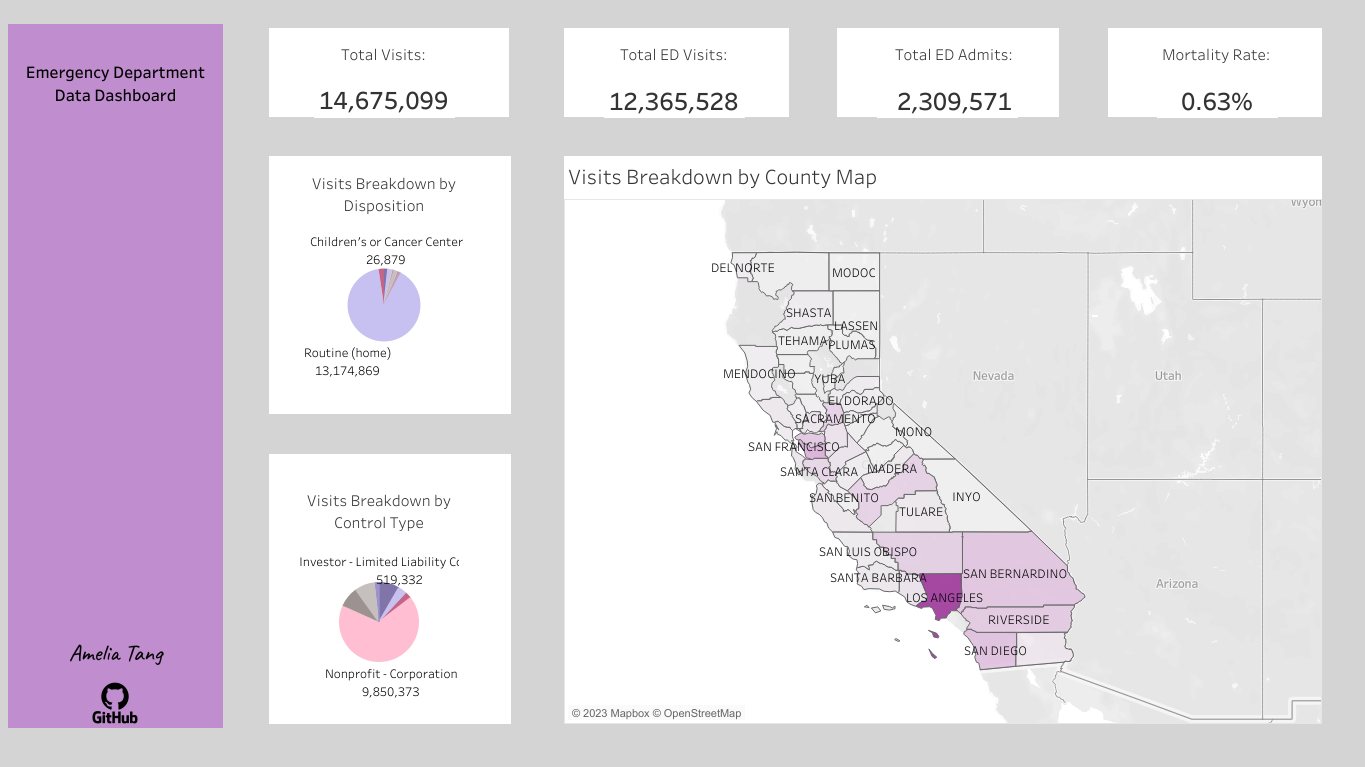 Emergency Department
Data Dashboard
Amelia Tang
GitHub
Total Visits:
14,675,099
Total ED Visits:
12,365,528
Total ED Admits:
2,309,571
Mortality Rate:
0.63%
Visits Breakdown by
Disposition
Children's or Cancer Center
26,879
Routine (home)
13,174,869
Visits Breakdown by
Control Type
Investor - Limited Liability Co
519,332
Nonprofit - Corporation
9,850,373
Visits Breakdown by County Map
Wyom
DEL NORTE
MODOC
SHASTA
LASSEN
TEHAMA
PLUMAS
MENDOCINO
YUBA
Nevada
Utah
EL DORADO
SACRAMENTO
MONO
SAN FRANCISCO
SANTA CLARA
MADERA
SAN BENITO
INYO
TULARE
SAN LUIS OBISPO
SANTA BARBARA
SAN BERNARDINO
Arizona
LOS ANGELES
RIVERSIDE
SAN DIEGO
© 2023 Mapbox © OpenStreetMap